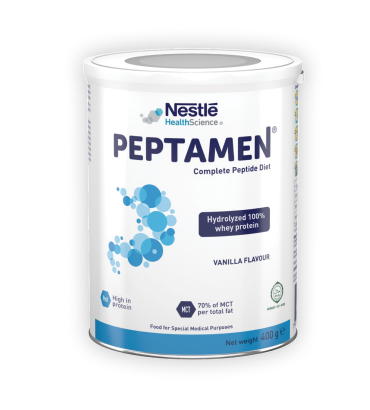 Nestlé
HealthScience®
PEPTAMEN®
Complete Peptide Diet
Hydrolyzed 100%
whey protein
VANILLA FLAVOUR
High in
protein
MCT
70% of MCT
per total fat
Food for Special Medical Purposes
Net weight 400 g e